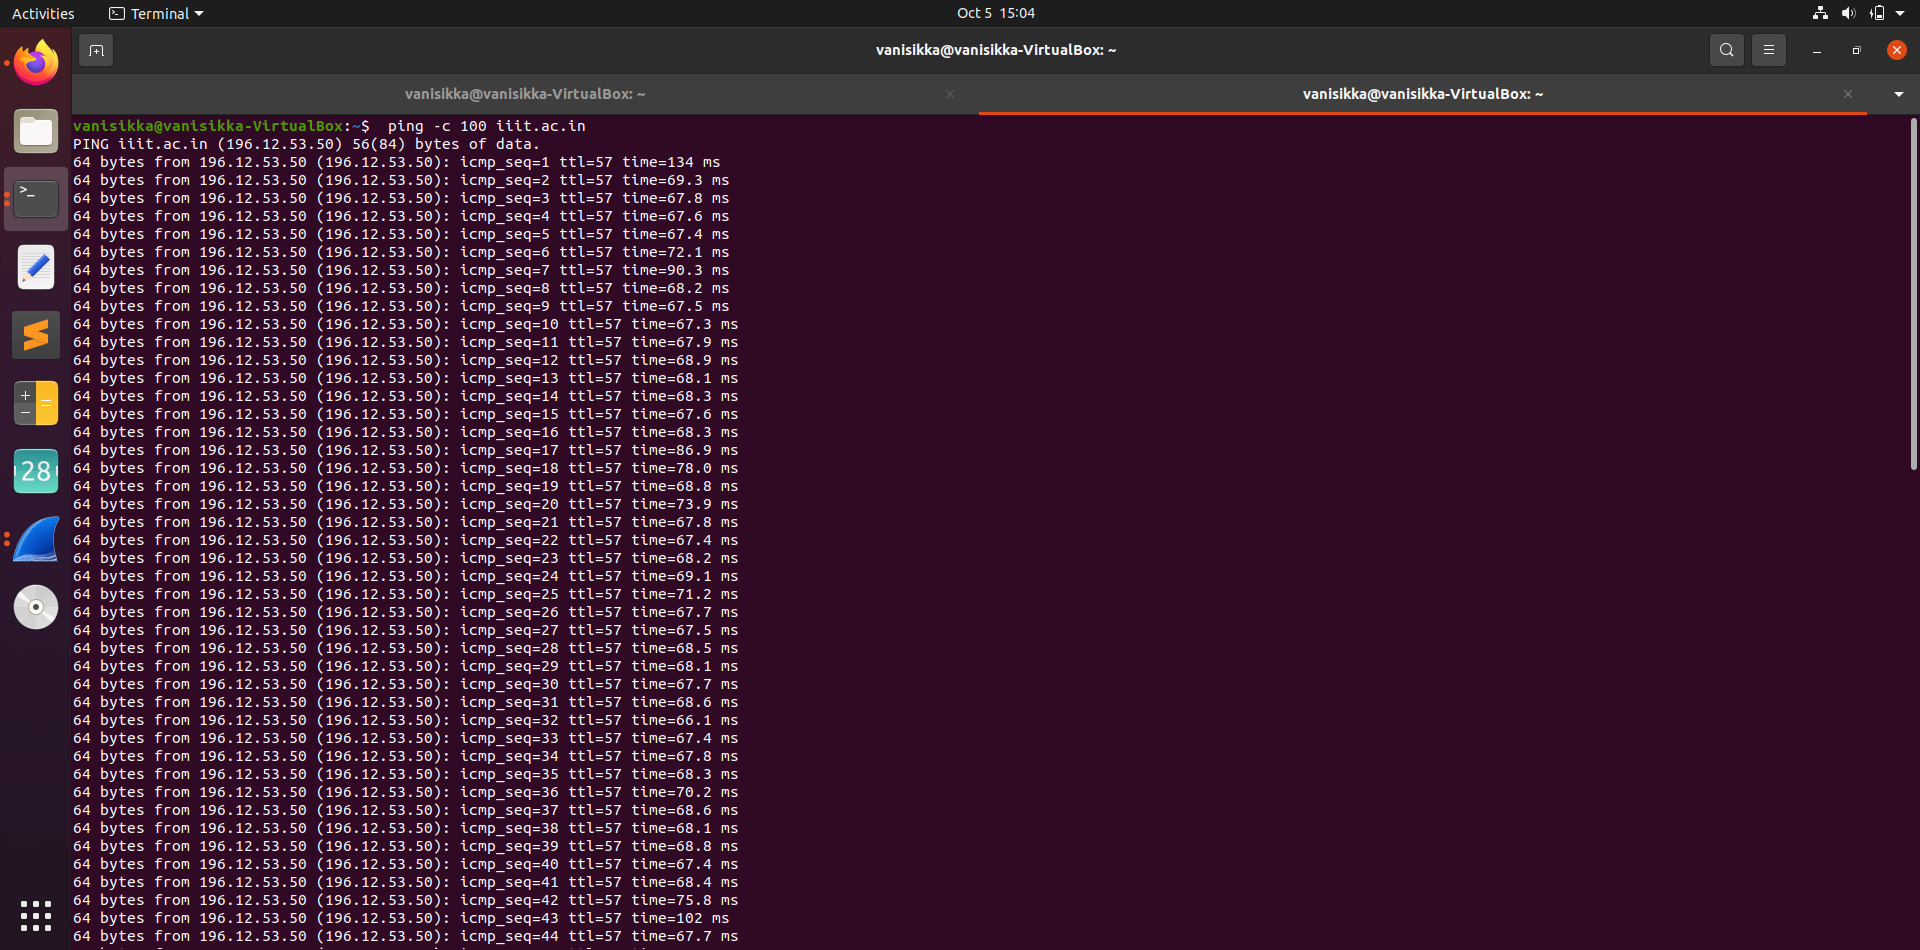 Activities
Terminal
Oct 5 15:04
vanisikka@vanisikka-VirtualBox: ~
vanisikka@vanisikka-VirtualBox: ~
vanisikka@vanisikka-VirtualBox: ~
vanisikka@vanisikka-VirtualBox:~$  ping -c 100 iiit.ac.in
PING iiit.ac.in (196.12.53.50) 56(84) bytes of data.
64 bytes from 196.12.53.50 (196.12.53.50): icmp_seq=1 ttl=57 time=134 ms
64 bytes from 196.12.53.50 (196.12.53.50): icmp_seq=2 ttl=57 time=69.3 ms
64 bytes from 196.12.53.50 (196.12.53.50): icmp_seq=3 ttl=57 time=67.8 ms
64 bytes from 196.12.53.50 (196.12.53.50): icmp_seq=4 ttl=57 time=67.6 ms
64 bytes from 196.12.53.50 (196.12.53.50): icmp_seq=5 ttl=57 time=67.4 ms
64 bytes from 196.12.53.50 (196.12.53.50): icmp_seq=6 ttl=57 time=72.1 ms
64 bytes from 196.12.53.50 (196.12.53.50): icmp_seq=7 ttl=57 time=90.3 ms
64 bytes from 196.12.53.50 (196.12.53.50): icmp_seq=8 ttl=57 time=68.2 ms
64 bytes from 196.12.53.50 (196.12.53.50): icmp_seq=9 ttl=57 time=67.5 ms
64 bytes from 196.12.53.50 (196.12.53.50): icmp_seq=10 ttl=57 time=67.3 ms
64 bytes from 196.12.53.50 (196.12.53.50): icmp_seq=11 ttl=57 time=67.9 ms
64 bytes from 196.12.53.50 (196.12.53.50): icmp_seq=12 ttl=57 time=68.9 ms
64 bytes from 196.12.53.50 (196.12.53.50): icmp_seq=13 ttl=57 time=68.1 ms
64 bytes from 196.12.53.50 (196.12.53.50): icmp_seq=14 ttl=57 time=68.3 ms
64 bytes from 196.12.53.50 (196.12.53.50): icmp_seq=15 ttl=57 time=67.6 ms
64 bytes from 196.12.53.50 (196.12.53.50): icmp_seq=16 ttl=57 time=68.3 ms
64 bytes from 196.12.53.50 (196.12.53.50): icmp_seq=17 ttl=57 time=86.9 ms
64 bytes from 196.12.53.50 (196.12.53.50): icmp_seq=18 ttl=57 time=78.0 ms
64 bytes from 196.12.53.50 (196.12.53.50): icmp_seq=19 ttl=57 time=68.8 ms
64 bytes from 196.12.53.50 (196.12.53.50): icmp_seq=20 ttl=57 time=73.9 ms
64 bytes from 196.12.53.50 (196.12.53.50): icmp_seq=21 ttl=57 time=67.8 ms
64 bytes from 196.12.53.50 (196.12.53.50): icmp_seq=22 ttl=57 time=67.4 ms
64 bytes from 196.12.53.50 (196.12.53.50): icmp_seq=23 ttl=57 time=68.2 ms
64 bytes from 196.12.53.50 (196.12.53.50): icmp_seq=24 ttl=57 time=69.1 ms
64 bytes from 196.12.53.50 (196.12.53.50): icmp_seq=25 ttl=57 time=71.2 ms
64 bytes from 196.12.53.50 (196.12.53.50): icmp_seq=26 ttl=57 time=67.7 ms
64 bytes from 196.12.53.50 (196.12.53.50): icmp_seq=27 ttl=57 time=67.5 ms
64 bytes from 196.12.53.50 (196.12.53.50): icmp_seq=28 ttl=57 time=68.5 ms
64 bytes from 196.12.53.50 (196.12.53.50): icmp_seq=29 ttl=57 time=68.1 ms
64 bytes from 196.12.53.50 (196.12.53.50): icmp_seq=30 ttl=57 time=67.7 ms
64 bytes from 196.12.53.50 (196.12.53.50): icmp_seq=31 ttl=57 time=68.6 ms
64 bytes from 196.12.53.50 (196.12.53.50): icmp_seq=32 ttl=57 time=66.1 ms
64 bytes from 196.12.53.50 (196.12.53.50): icmp_seq=33 ttl=57 time=67.4 ms
64 bytes from 196.12.53.50 (196.12.53.50): icmp_seq=34 ttl=57 time=67.8 ms
64 bytes from 196.12.53.50 (196.12.53.50): icmp_seq=35 ttl=57 time=68.3 ms
64 bytes from 196.12.53.50 (196.12.53.50): icmp_seq=36 ttl=57 time=70.2 ms
64 bytes from 196.12.53.50 (196.12.53.50): icmp_seq=37 ttl=57 time=68.6 ms
64 bytes from 196.12.53.50 (196.12.53.50): icmp_seq=38 ttl=57 time=68.1 ms
64 bytes from 196.12.53.50 (196.12.53.50): icmp_seq=39 ttl=57 time=68.8 ms
64 bytes from 196.12.53.50 (196.12.53.50): icmp_seq=40 ttl=57 time=67.4 ms
64 bytes from 196.12.53.50 (196.12.53.50): icmp_seq=41 ttl=57 time=68.4 ms
64 bytes from 196.12.53.50 (196.12.53.50): icmp_seq=42 ttl=57 time=75.8 ms
64 bytes from 196.12.53.50 (196.12.53.50): icmp_seq=43 ttl=57 time=102 ms
64 bytes from 196.12.53.50 (196.12.53.50): icmp_seq=44 ttl=57 time=67.7 ms
28